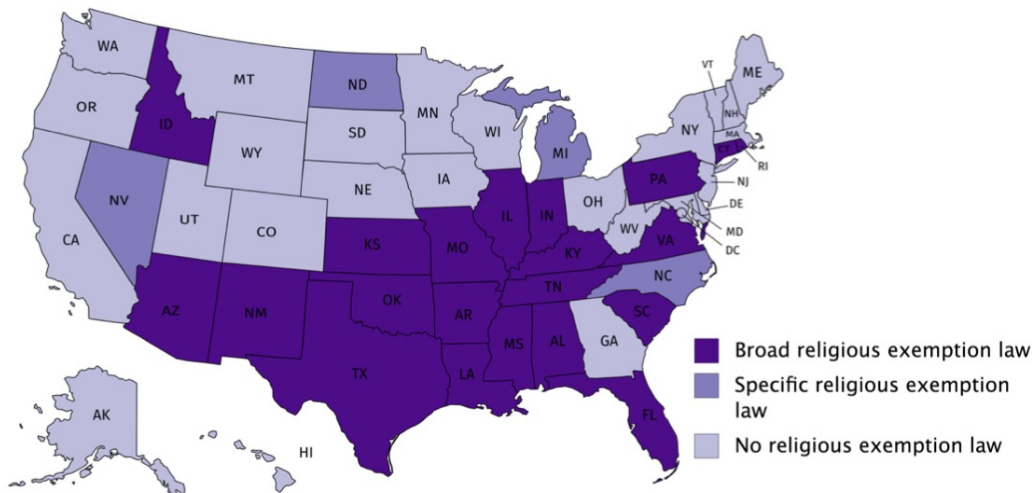 WA
MT
ND
MN
VT
ME
OR
ID
SD
WI
NY
NH
MA
CT
RI
WY
MI
NV
NE
IA
PA
NJ
UT
CO
IL
IN
OH
DE
CA
KS
MO
WV
VA
MD
DC
KY
AZ
NM
OK
AR
TN
NC
SC
TX
LA
MS
AL
GA
FL
AK
HI
Broad religious exemption law
Specific religious exemption
law
No religious exemption law